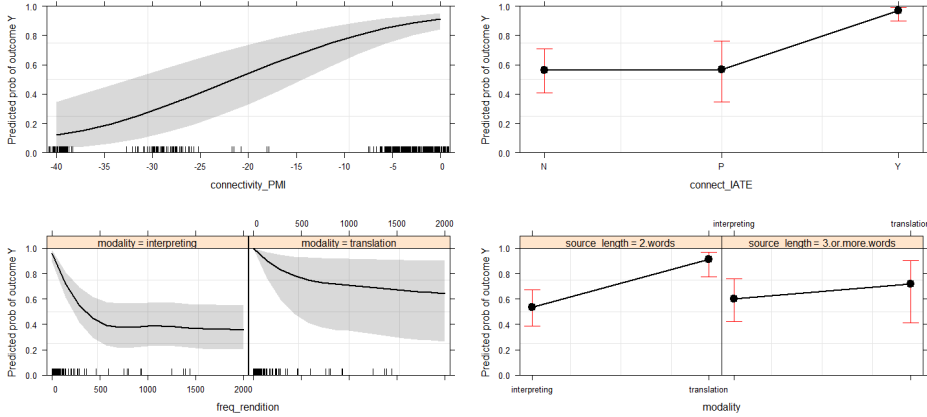 Predicted prob of outcome Y
1.0
0.8
0.6
0.4
0.2
0.0
-40
-30
-20
-10
0
connectivity_PMI
Predicted prob of outcome Y
1.0
0.8
0.6
0.4
0.2
0.0
N
P
Y
connect_IATE
Predicted prob of outcome Y
0
500
1000
1500
2000
modality = interpreting
modality = translation
1.0
0.8
0.6
0.4
0.2
0.0
0
500
1000
1500
2000
freq_rendition
Predicted prob of outcome Y
interpreting
translation
source_length = 2.words
source_length = 3.or.more.words
1.0
0.8
0.6
0.4
0.2
0.0
interpreting
translation
modality